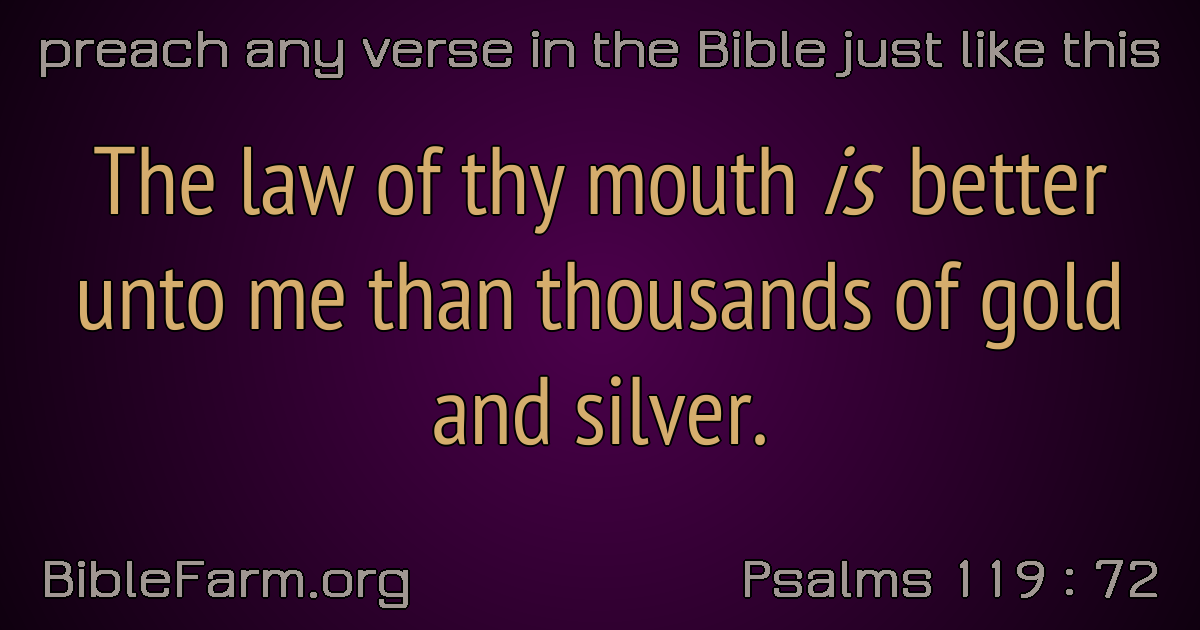 preach any verse in the Bible just like this
The law of thy mouth is better
unto me than thousands of gold
and silver.
BibleFarm.org
Psalms 119 : 72